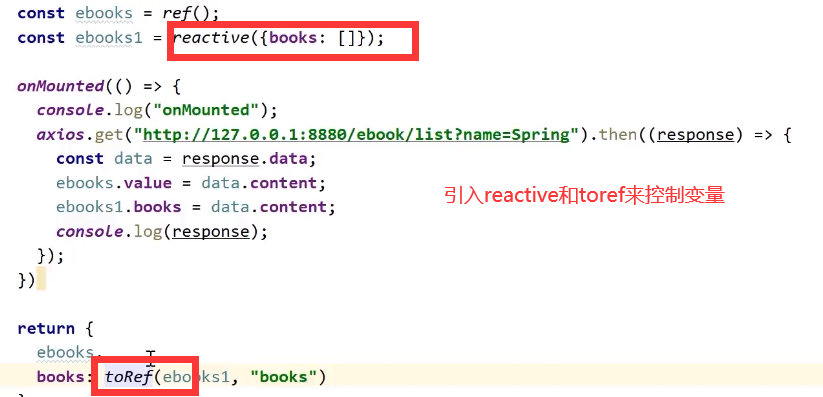 const ebooks = ref();
const ebooks1 = reactive({books: []});
onMounted(() => {
console.log("onMounted");
axios.get("http://127.0.0.1:8880/ebook/list?name=Spring").then((response) => {
const data = response.data;
ebooks.value = data.content;
ebooks1.books = data.content;
引入reactive和toref来控制变量
console.log(response);
});
})
return {
ebooks,
books: toRef(ebooks1, "books")